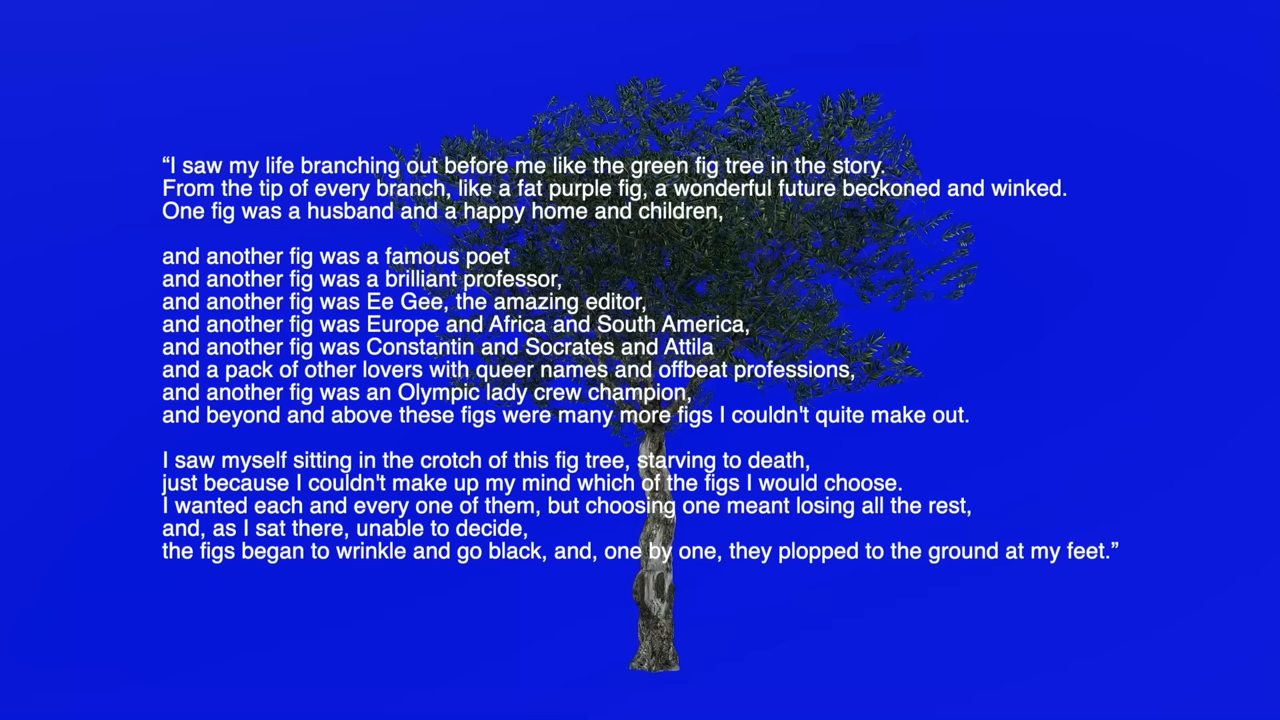 “I saw my life branching out before me like the green fig tree in the story.
From the tip of every branch, like a fat purple fig, a wonderful future beckoned and winked.
One fig was a husband and a happy home and children,
and another fig was a famous poet
and another fig was a brilliant professor,
and another fig was Ee Gee, the amazing editor,
and another fig was Europe and Africa and South America,
and another fig was Constantin and Socrates and Attila
and a pack of other lovers with queer names and offbeat professions,
and another fig was an Olympic lady crew champion,
and beyond and above these figs were many more figs I couldn't quite make out.
I saw myself sitting in the crotch of this fig tree, starving to death,
just because I couldn't make up my mind which of the figs I would choose.
I wanted each and every one of them, but choosing one meant losing all the rest,
and, as I sat there, unable to decide,
the figs began to wrinkle and go black, and, one by one, they plopped to the ground at my feet.”